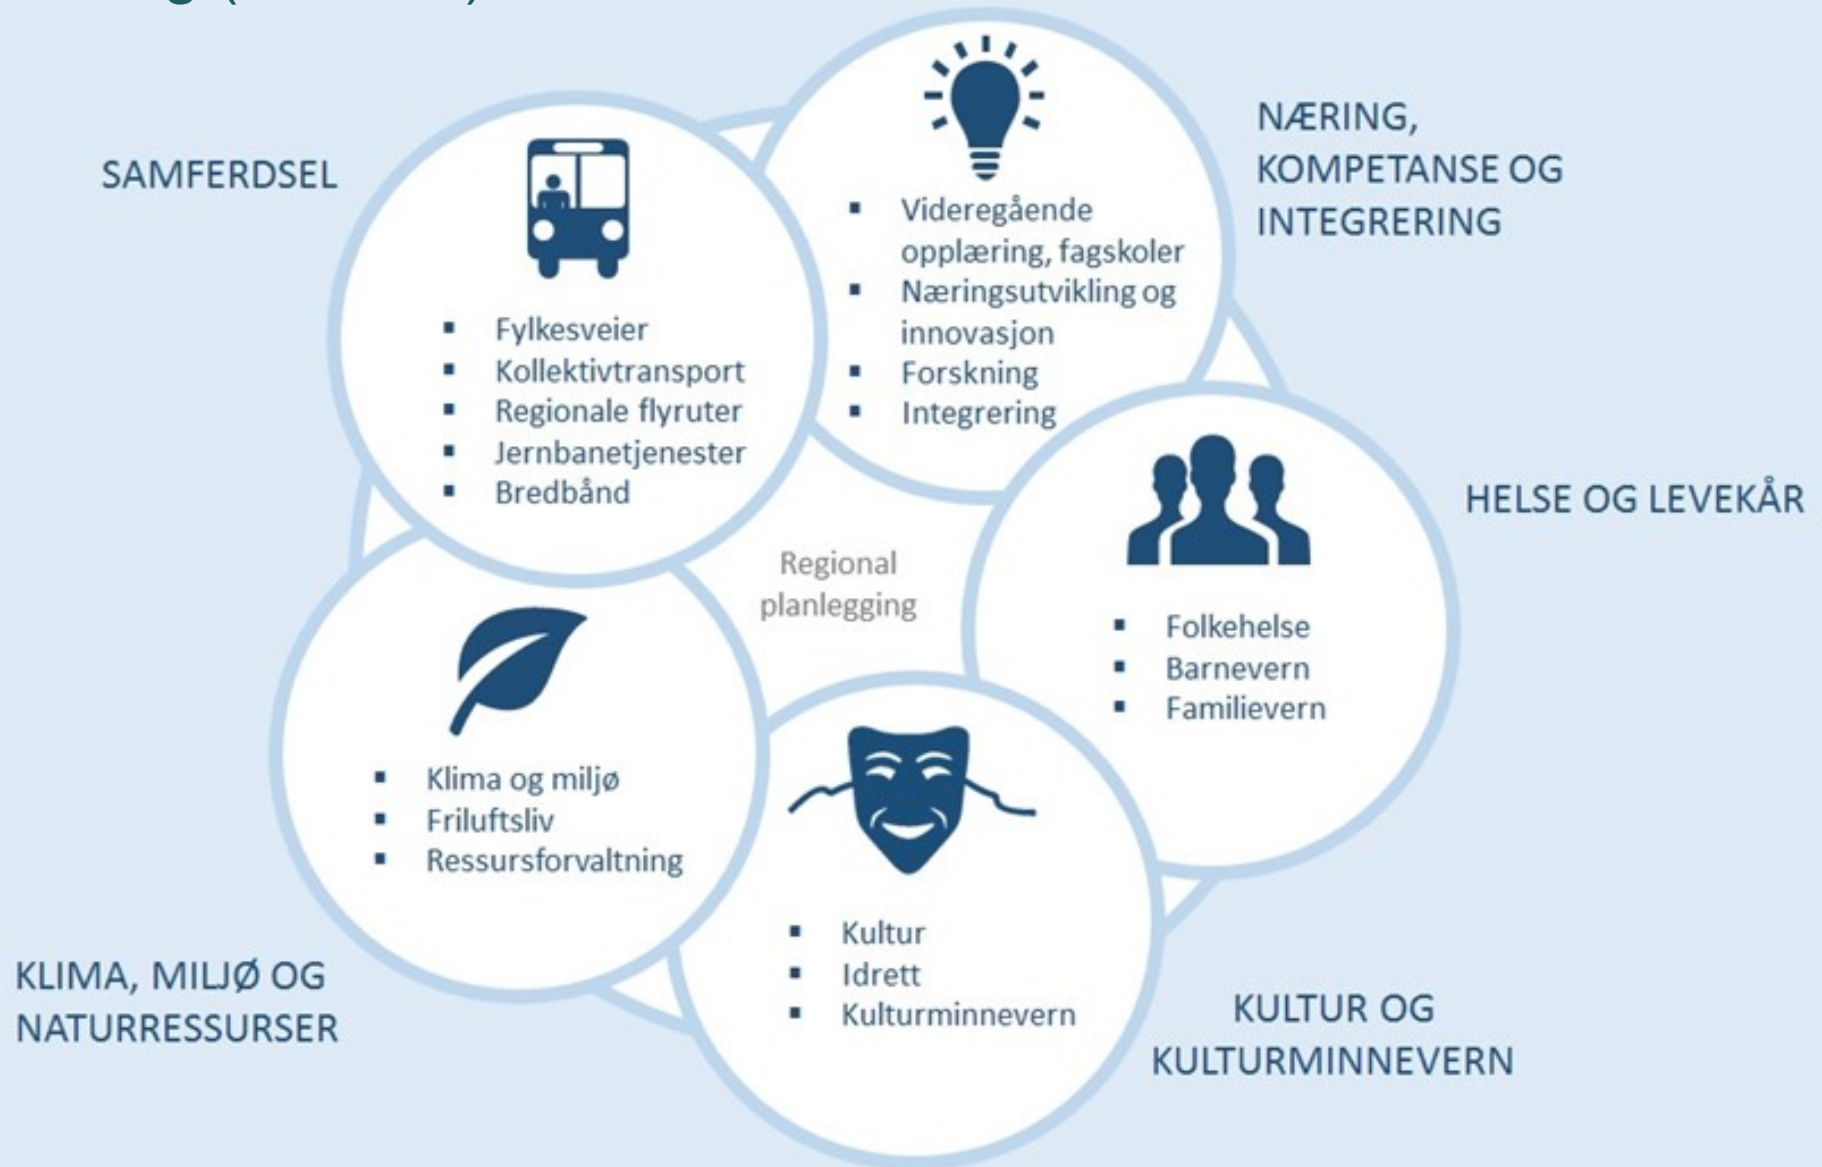 SAMFERDSEL
▪ Fylkesveier
▪ Kollektivtransport
▪ Regionale flyruter
▪ Jernbanetjenester
▪ Bredbånd
NÆRING,
KOMPETANSE OG
INTEGRERING
▪ Videregående
opplæring, fagskoler
▪ Næringsutvikling og
innovasjon
▪ Forskning
▪ Integrering
HELSE OG LEVEKÅR
▪ Folkehelse
▪ Barnevern
▪ Familievern
Regional
planlegging
KLIMA, MILJØ OG
NATURRESSURSER
▪ Klima og miljø
▪ Friluftsliv
▪ Ressursforvaltning
KULTUR OG
KULTURMINNEVERN
▪ Kultur
▪ Idrett
▪ Kulturminnevern